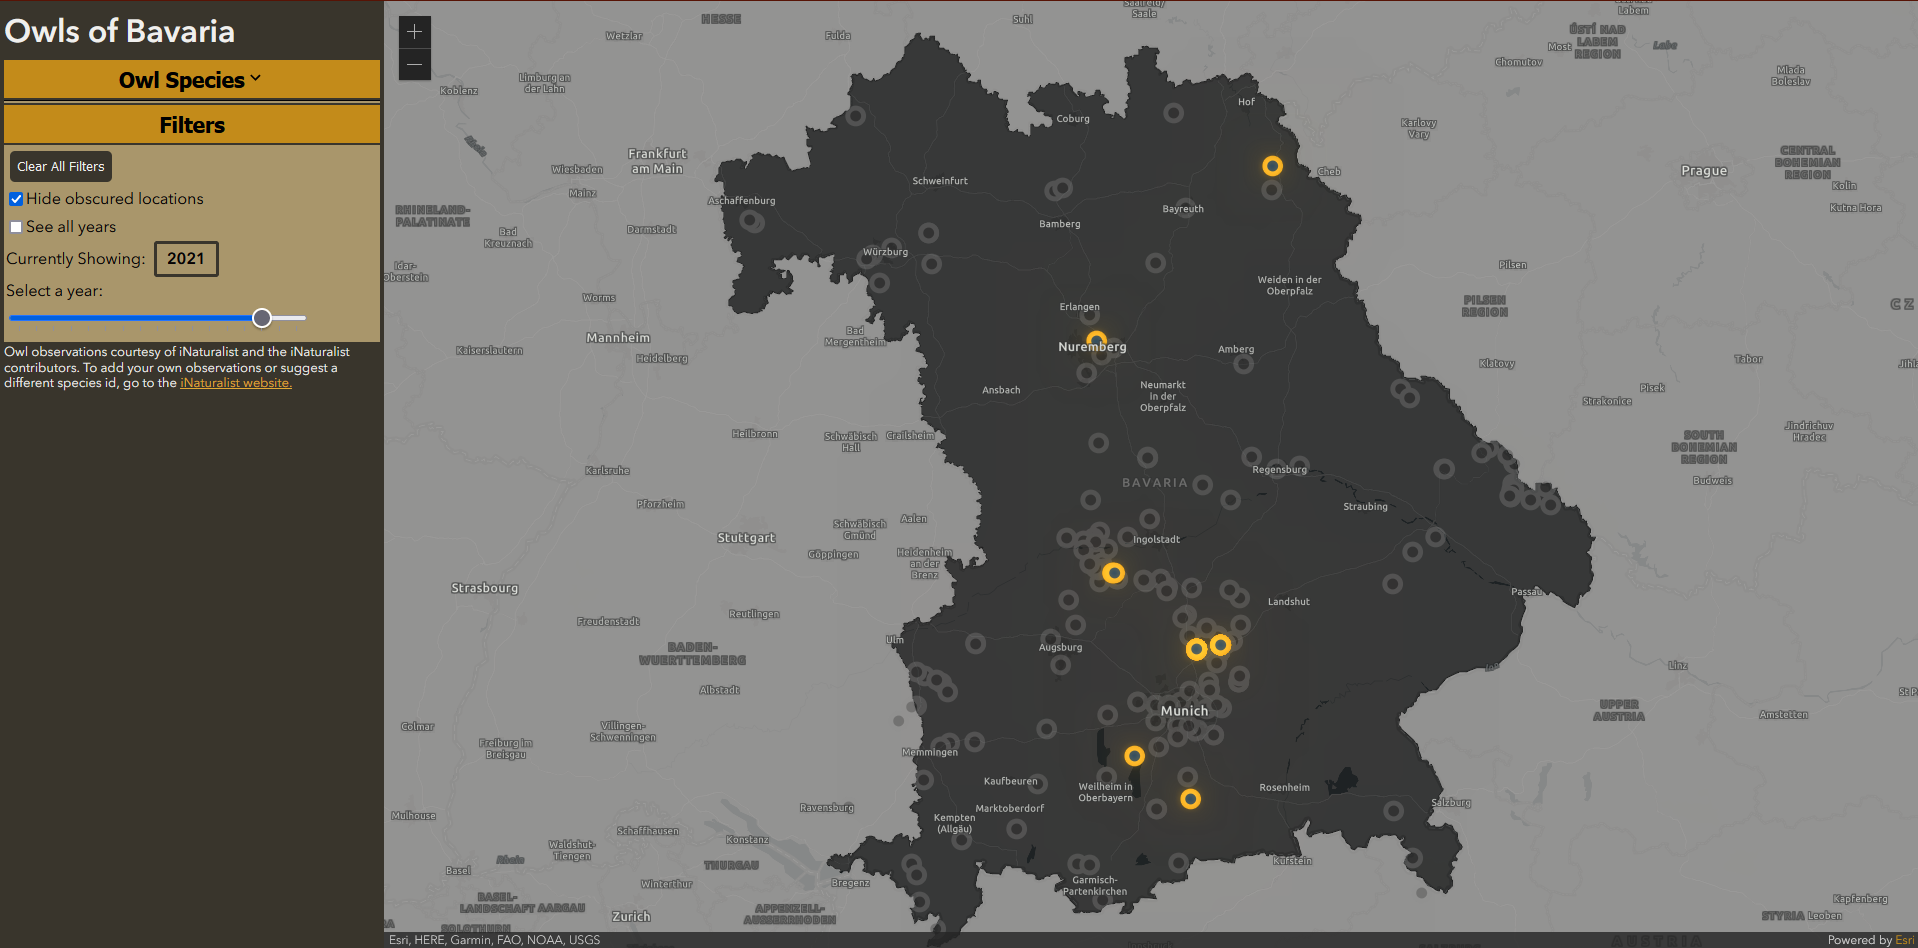 Owls of Bavaria
Owl Species
Filters
Clear All Filters
Hide obscured locations
See all years
Currently Showing: 2021
Select a year:
Owl observations courtesy of iNaturalist and the iNaturalist
contributors. To add your own observations or suggest a
different species id, go to the iNaturalist website.
+
−
HESSE
Suhl
Saale
Labem
Wetzlar
Fulda
ÚSTÍ NAD
LABEM
REGION
Most
Labe
Chomutov
Mlada
Boleslav
Limburg an
der Lahn
Koblenz
Hof
Coburg
Karlovy
Vary
Rhein
Frankfurt
am Main
Wiesbaden
Mainz
Schweinfurt
Cheb
Prague
CENTRAL
BOHEMIAN
REGION
Kolin
Kutna Hora
Aschaffenburg
RHINELAND-
PALATINATE
Bad
Kreuznach
Darmstadt
Bayreuth
Bamberg
Würzburg
Idar-
Oberstein
Pilsen
Weiden in der
Oberpfalz
Worms
Erlangen
PILSEN
REGION
C Z
Mannheim
Bad
Mergentheim
Nuremberg
Amberg
Kaiserslautern
Heidelberg
Klatovy
Tabor
Jihl
Ansbach
Neumarkt
in der
Oberpfalz
Pisek
Strakonice
Heilbronn
Schwäbisch
Hall
Crailsheim
Jindrichuv
Hradec
SOUTH
BOHEMIAN
REGION
Karlsruhe
Regensburg
BAVARIA
Budweis
Pforzheim
Straubing
Aalen
Schwäbisch
Gmünd
Stuttgart
Göppingen
Heidenheim
an der
Brenz
Ingolstadt
Strasbourg
Passau
Landshut
Reutlingen
Freudenstadt
Ulm
BADEN-
WUERTTEMBERG
Augsburg
Linz
Albstadt
St P
Munich
UPPER
AUSTRIA
Amstetten
Colmar
Villingen-
Schwenningen
Freiburg im
Breisgau
Memmingen
Kaufbeuren
Weilheim in
Oberbayern
Rosenheim
Salzburg
Mulhouse
Ravensburg
Marktoberdorf
Kempten
(Allgäu)
Schaffhausen
Konstanz
Waldshut-
Tiengen
Rhein
THURGAU
Kufstein
Basel
Winterthur
Bregenz
Garmisch-
Partenkirchen
BASEL-
LANDSCHAFT
AARGAU
Zurich
APPENZELL-
AUSSERRHODEN
Kapfenberg
STYRIA
Leoben
SOLOTHURN
AUSTRIA
Esri, HERE, Garmin, FAO, NOAA, USGS
Powered by Esri